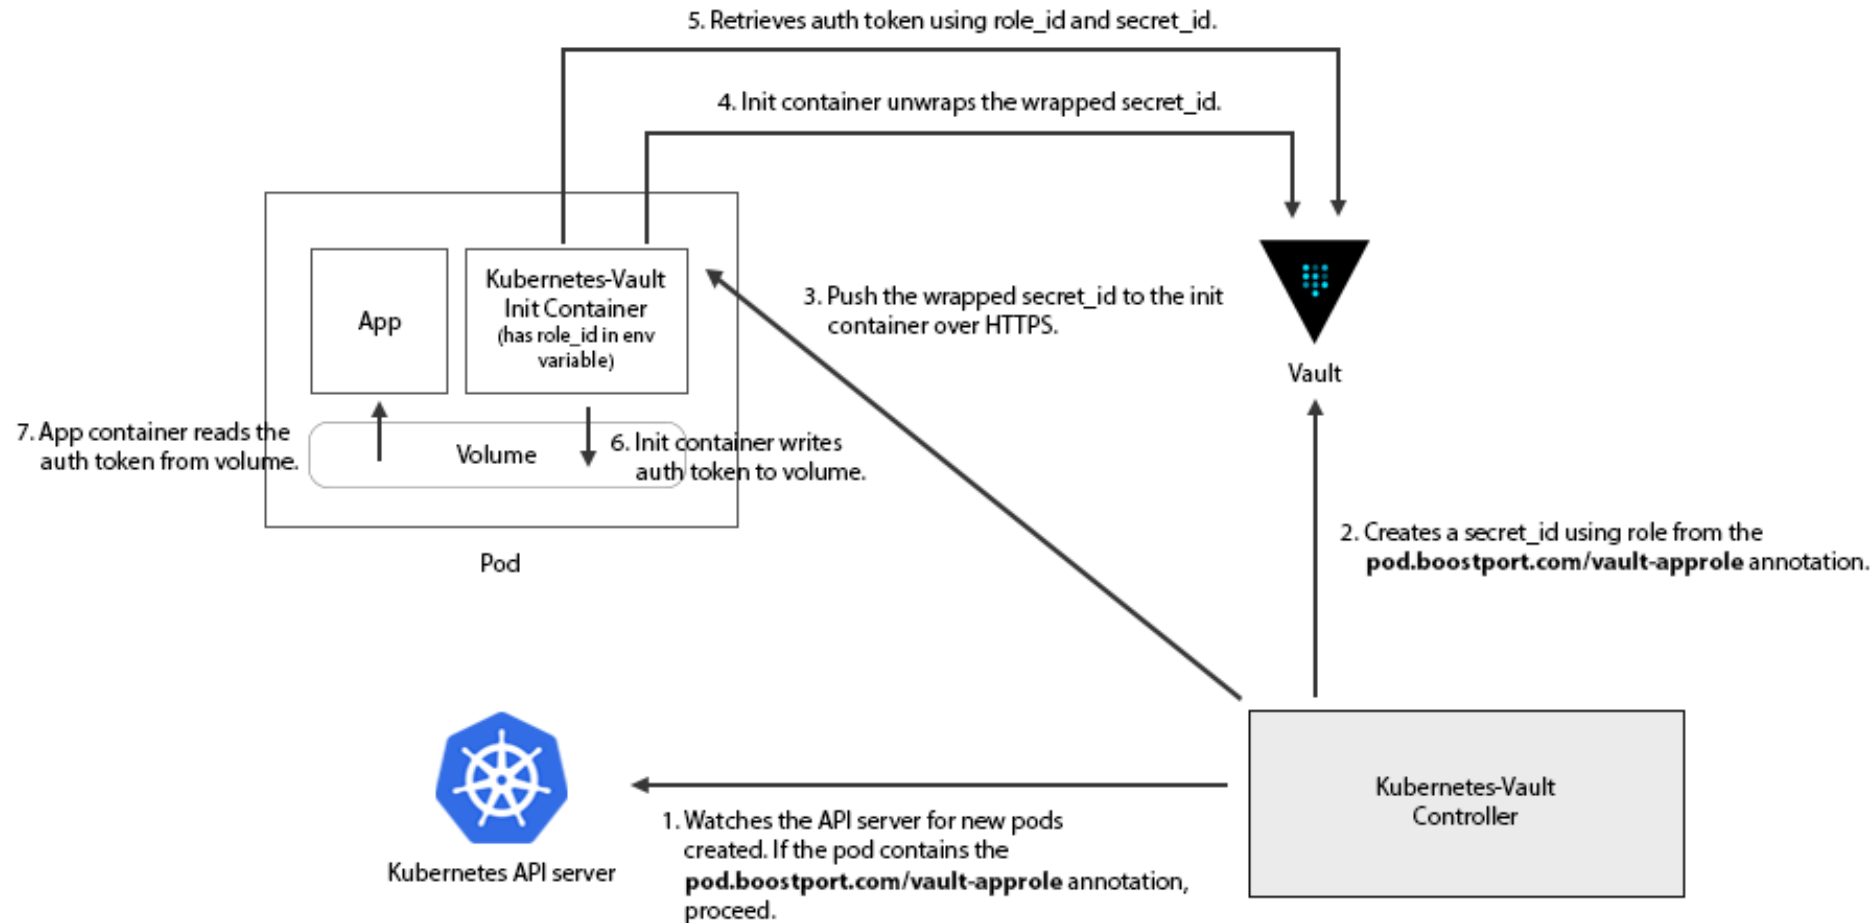 5. Retrieves auth token using role_id and secret_id.
4. Init container unwraps the wrapped secret_id.
Kubernetes-Vault
Init Container
(has role_id in env
variable)
App
3. Push the wrapped secret_id to the init
container over HTTPS.
Vault
7. App container reads the
auth token from volume.
Volume
6. Init container writes
auth token to volume.
Pod
2. Creates a secret_id using role from the
pod.boostport.com/vault-approle annotation.
Kubernetes API server
1. Watches the API server for new pods
created. If the pod contains the
pod.boostport.com/vault-approle annotation,
proceed.
Kubernetes-Vault
Controller